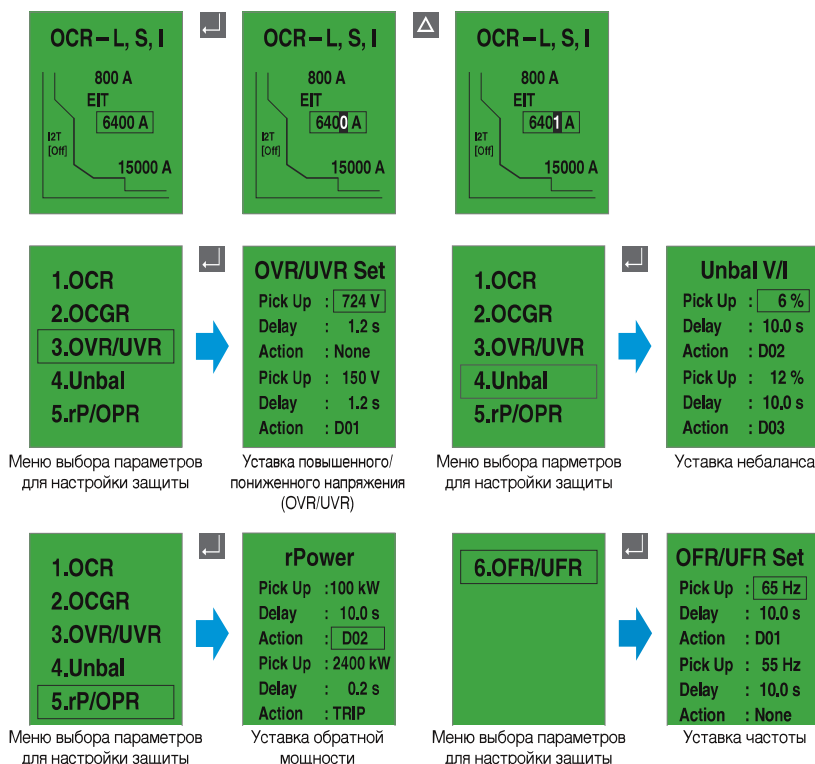 OCR – L, S, I
800 A
EIT
6400 A
I2T
[Off]
15000 A
OCR – L, S, I
800 A
EIT
6400 A
I2T
[Off]
15000 A
OCR – L, S, I
800 A
EIT
6401 A
I2T
[Off]
15000 A
1.OCR
2.OCGR
3.OVR/UVR
4.Unbal
5.rP/OPR
Меню выбора параметров
для настройки защиты
OVR/UVR Set
Pick Up : 724 V
Delay : 1.2 s
Action : None
Pick Up : 150 V
Delay : 1.2 s
Action : D01
Уставка повышенного/
пониженного напряжения
(OVR/UVR)
1.OCR
2.OCGR
3.OVR/UVR
4.Unbal
5.rP/OPR
Меню выбора парметров
для настройки защиты
Unbal V/I
Pick Up : 6 %
Delay : 10.0 s
Action : D02
Pick Up : 12 %
Delay : 10.0 s
Action : D03
Уставка небаланса
1.OCR
2.OCGR
3.OVR/UVR
4.Unbal
5.rP/OPR
Меню выбора параметров
для настройки защиты
rPower
Pick Up :100 kW
Delay : 10.0 s
Action : D02
Pick Up : 2400 kW
Delay : 0.2 s
Action : TRIP
Уставка обратной
мощности
6.OFR/UFR
Меню выбора параметров
для настройки защиты
OFR/UFR Set
Pick Up : 65 Hz
Delay : 10.0 s
Action : D01
Pick Up : 55 Hz
Delay : 10.0 s
Action : None
Уставка частоты